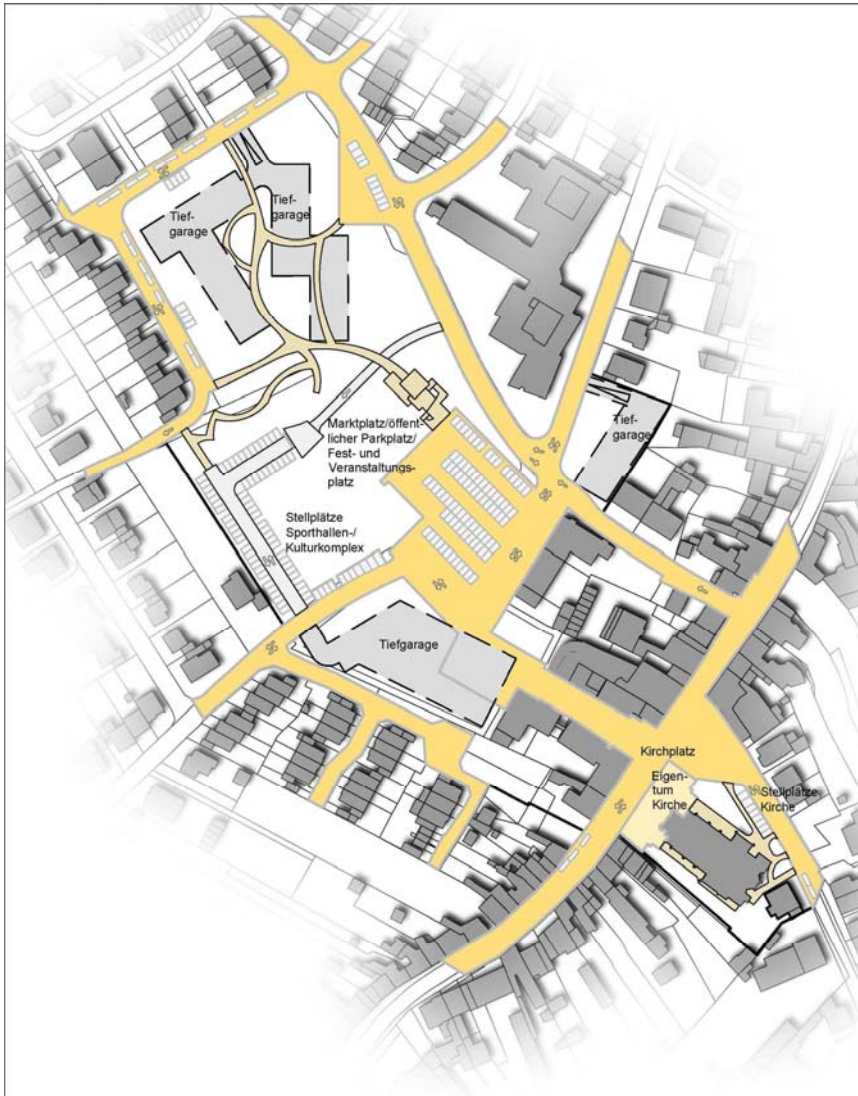 Tief-
garage
Tief-
garage
Tief-
garage
Marktplatz/öffent-
licher Parkplatz/
Fest- und
Veranstaltungs-
platz
Stellplätze
Sporthallen-/
Kulturkomplex
Tiefgarage
Kirchplatz
Eigen-
tum
Kirche
Stellplätze
Kirche